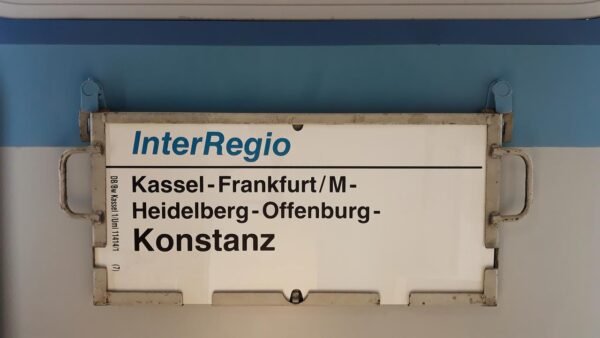 InterRegio
Kassel-Frankfurt/M-
Heidelberg-Offenburg-
Konstanz